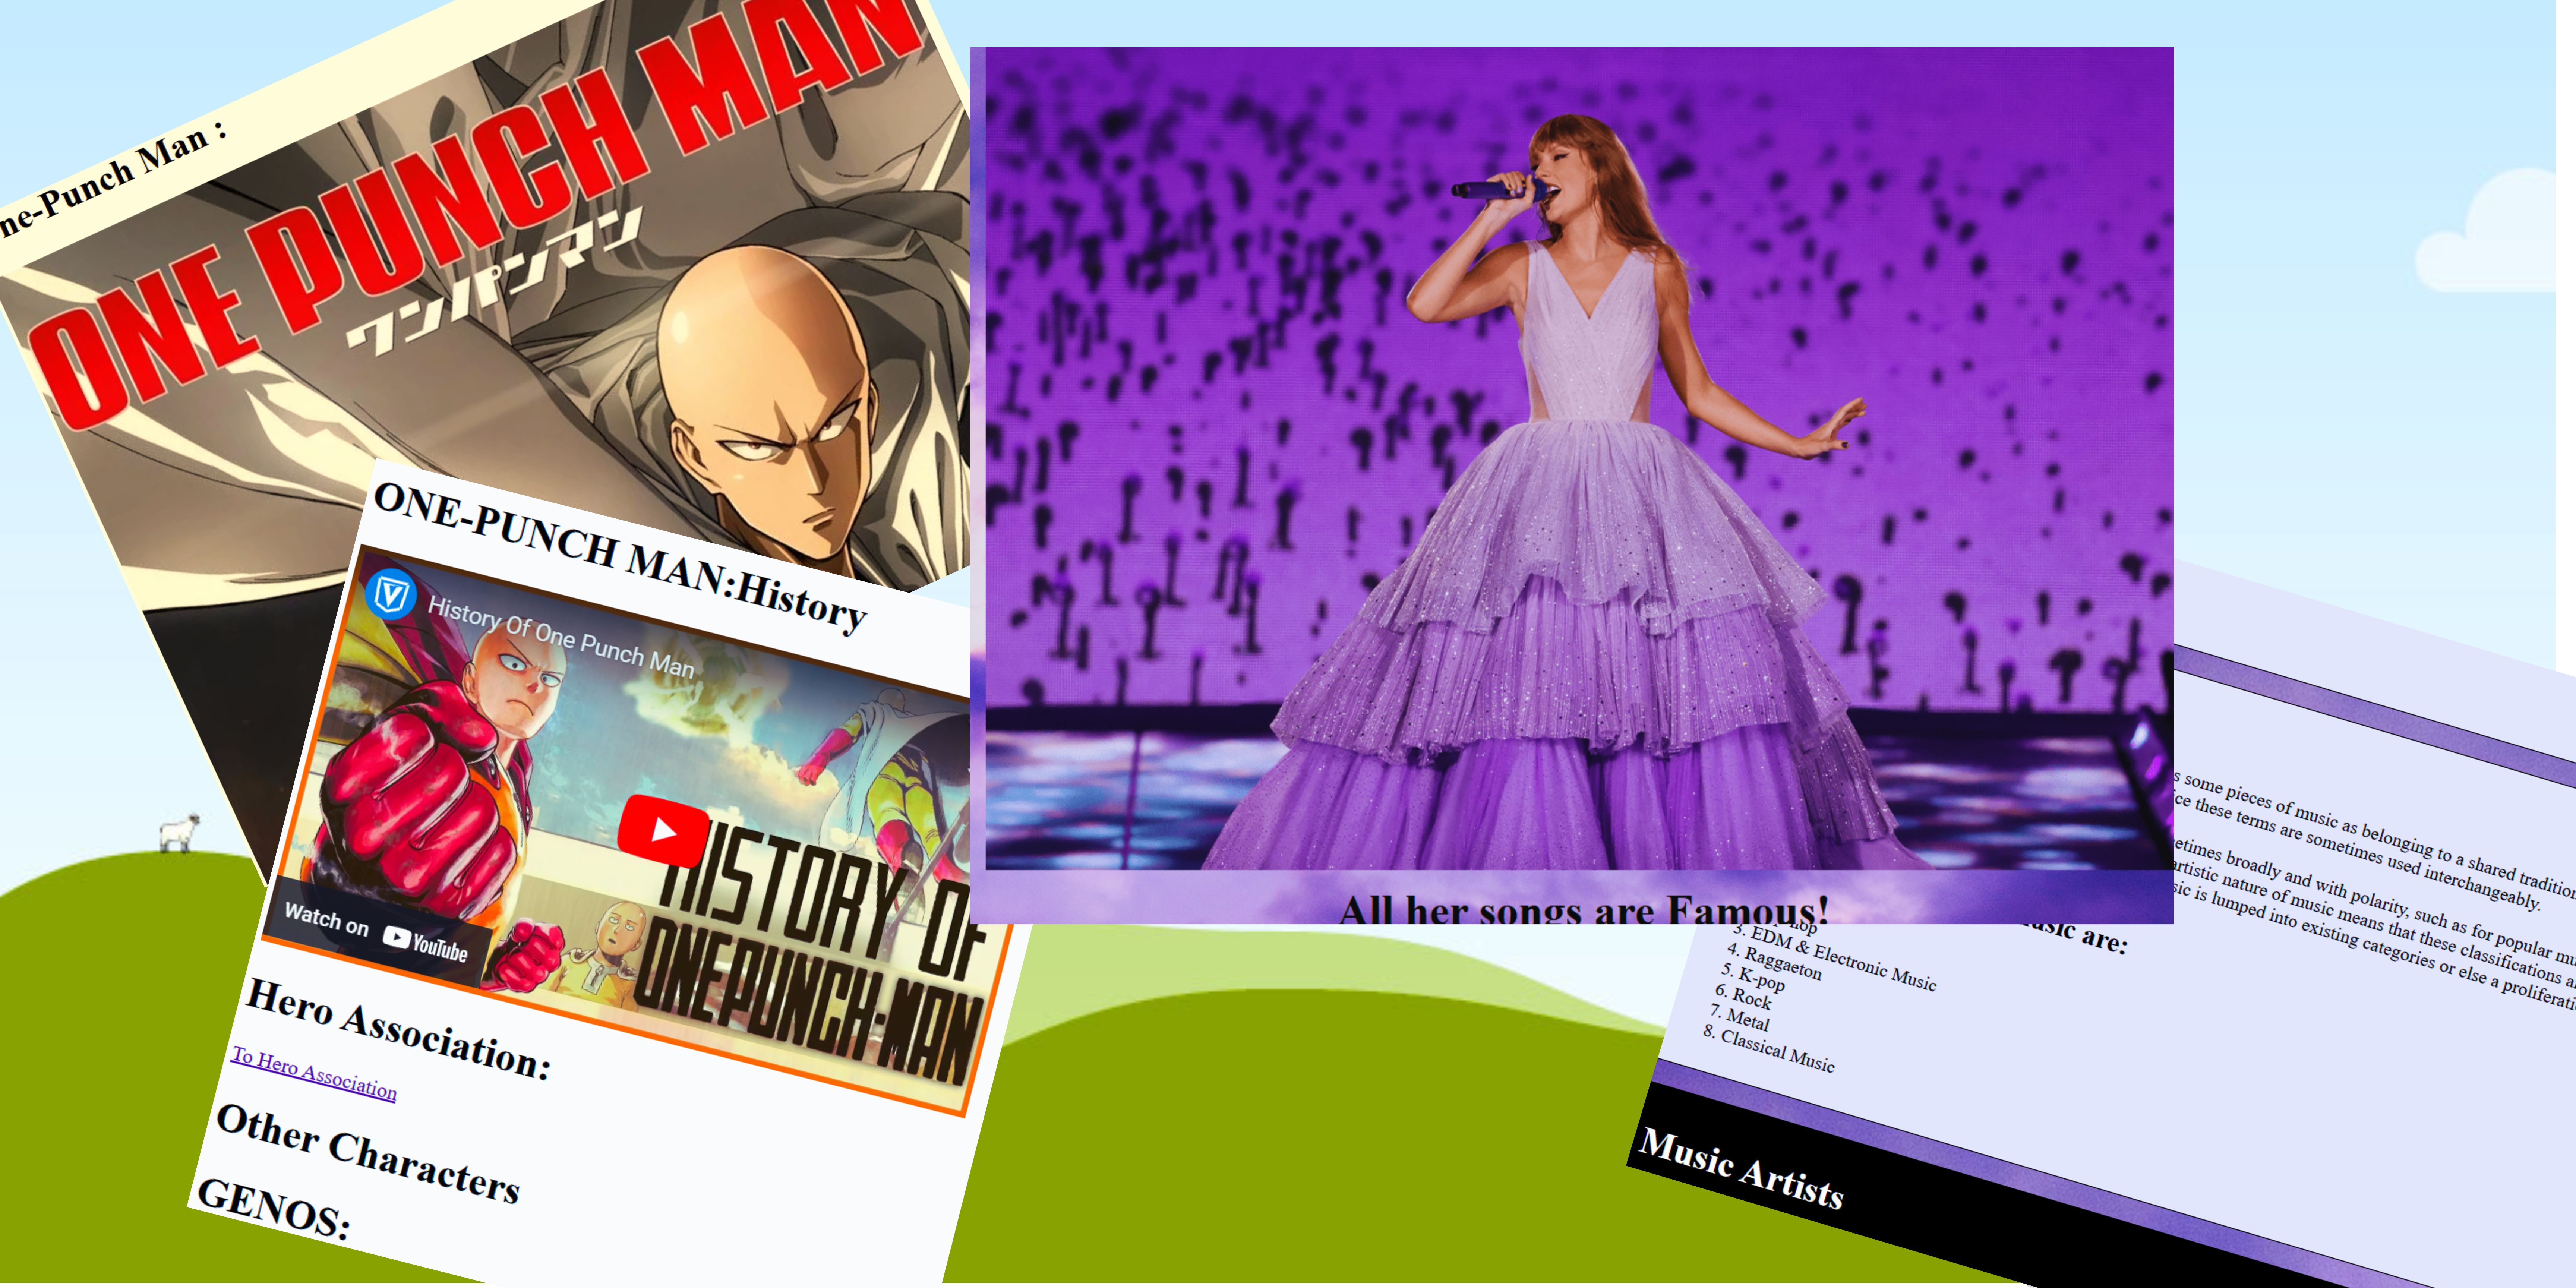 ne-Punch Man :
ONE PUNCH MAN
ワンパンマン
ONE-PUNCH MAN:History
History Of One Punch Man
HISTORY OF
ONEPUNCH-MAN
Watch on YouTube
Hero Association:
To Hero Association
Other Characters
GENOS:
All her songs are Famous!
s some pieces of music as belonging to a shared tradition
ce these terms are sometimes used interchangeably.
etimes broadly and with polarity, such as for popular mu
artistic nature of music means that these classifications a
sic is lumped into existing categories or else a proliferati
usic are:
3. EDM & Electronic Music
4. Raggaeton
5. K-pop
6. Rock
7. Metal
8. Classical Music
Music Artists